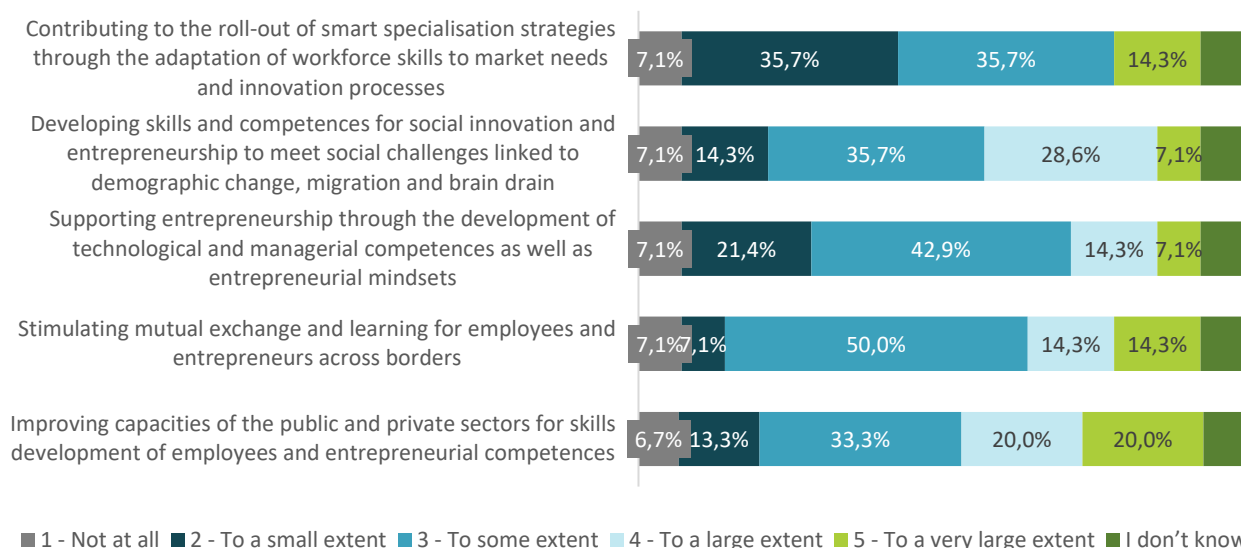 Contributing to the roll-out of smart specialisation strategies
through the adaptation of workforce skills to market needs
and innovation processes
7,1% 35,7% 35,7% 14,3%
Developing skills and competences for social innovation and
entrepreneurship to meet social challenges linked to
demographic change, migration and brain drain
7,1% 14,3% 35,7% 28,6% 7,1%
Supporting entrepreneurship through the development of
technological and managerial competences as well as
entrepreneurial mindsets
7,1% 21,4% 42,9% 14,3% 7,1%
Stimulating mutual exchange and learning for employees and
entrepreneurs across borders
7,1% 7,1% 50,0% 14,3% 14,3%
Improving capacities of the public and private sectors for skills
development of employees and entrepreneurial competences
6,7% 13,3% 33,3% 20,0% 20,0%
1 - Not at all 2 - To a small extent 3 - To some extent 4 - To a large extent 5 - To a very large extent I don't know